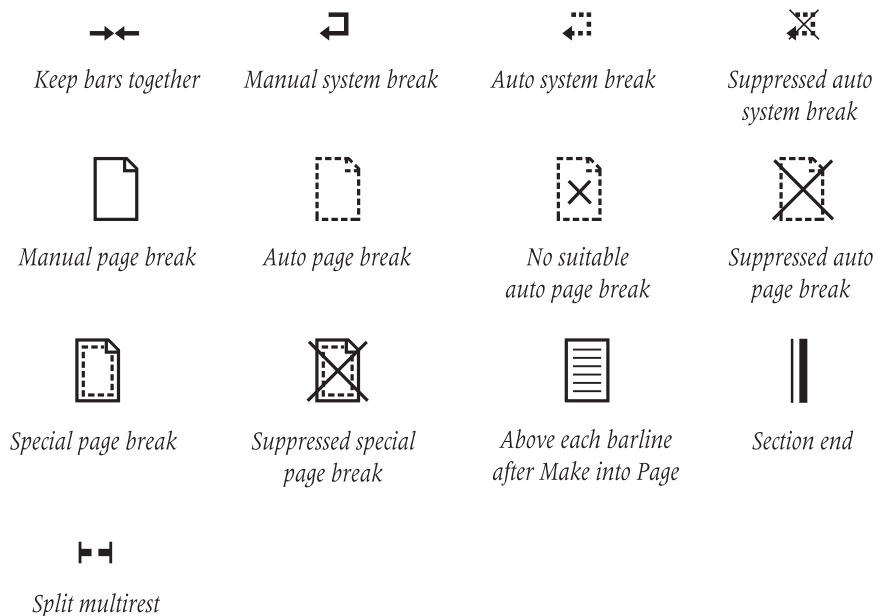 Keep bars together
Manual system break
Auto system break
Suppressed auto
system break
Manual page break
Auto page break
No suitable
auto page break
Suppressed auto
page break
Special page break
Suppressed special
page break
Above each barline
after Make into Page
Section end
Split multirest